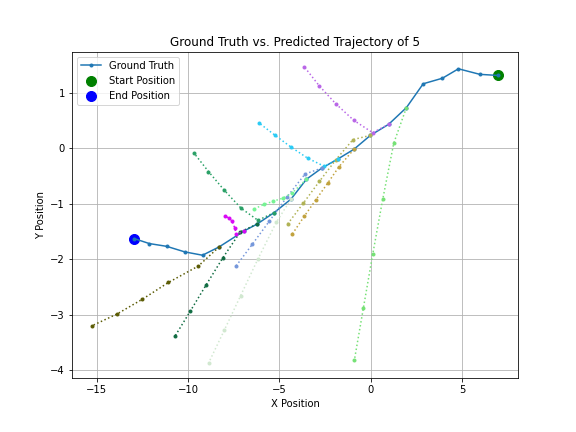 Ground Truth vs. Predicted Trajectory of 5
Ground Truth
Start Position
End Position
1
0
−1
−2
−3
−4
Y Position
−15
−10
−5
0
5
X Position